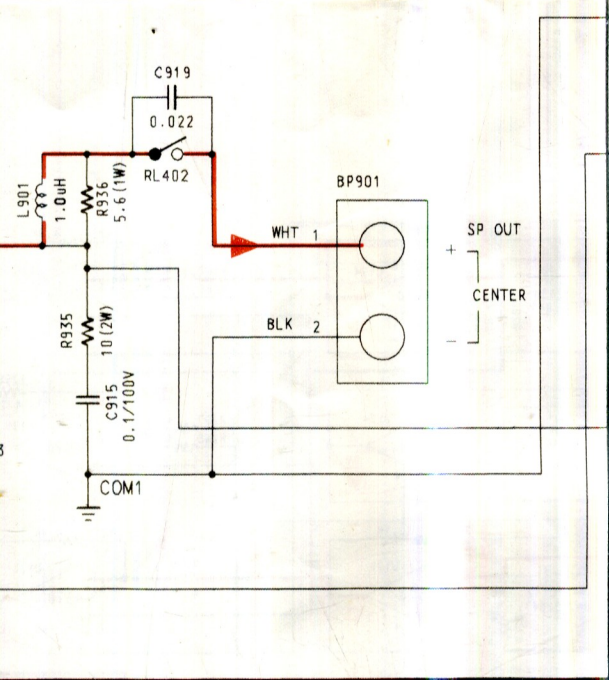 C919
0.022
RL402
L901
1.0uH
R936
5.6(1W)
BP901
WHT 1
SP OUT
+
CENTER
BLK 2
−
R935
10(2W)
C915
0.1/100V
COM1